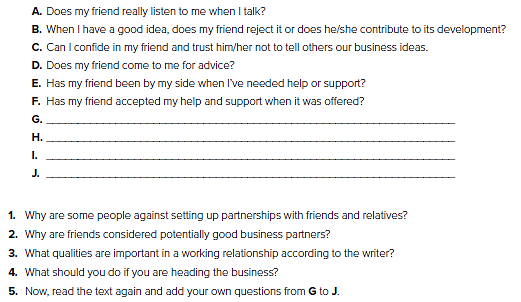 A. Does my friend really listen to me when I talk?
B. When I have a good idea, does my friend reject it or does he/she contribute to its development?
C. Can I confide in my friend and trust him/her not to tell others our business ideas.
D. Does my friend come to me for advice?
E. Has my friend been by my side when I've needed help or support?
F. Has my friend accepted my help and support when it was offered?
G.
H.
I.
J.
1. Why are some people against setting up partnerships with friends and relatives?
2. Why are friends considered potentially good business partners?
3. What qualities are important in a working relationship according to the writer?
4. What should you do if you are heading the business?
5. Now, read the text again and add your own questions from G to J.